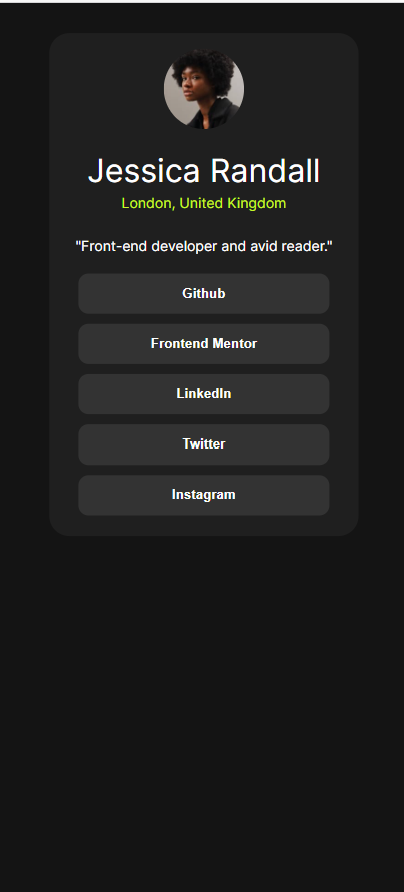 Jessica Randall
London, United Kingdom
"Front-end developer and avid reader."
Github
Frontend Mentor
LinkedIn
Twitter
Instagram